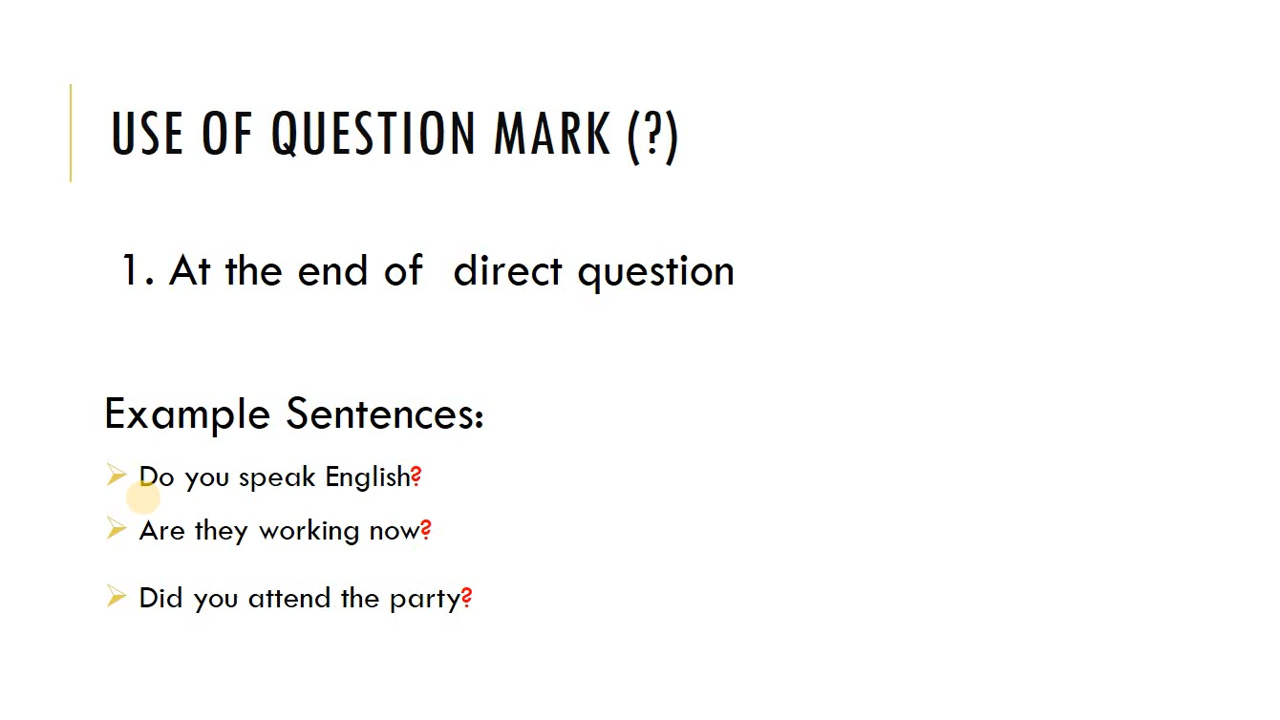 USE OF QUESTION MARK (?)
1. At the end of  direct question
Example Sentences:
Do you speak English?
Are they working now?
Did you attend the party?